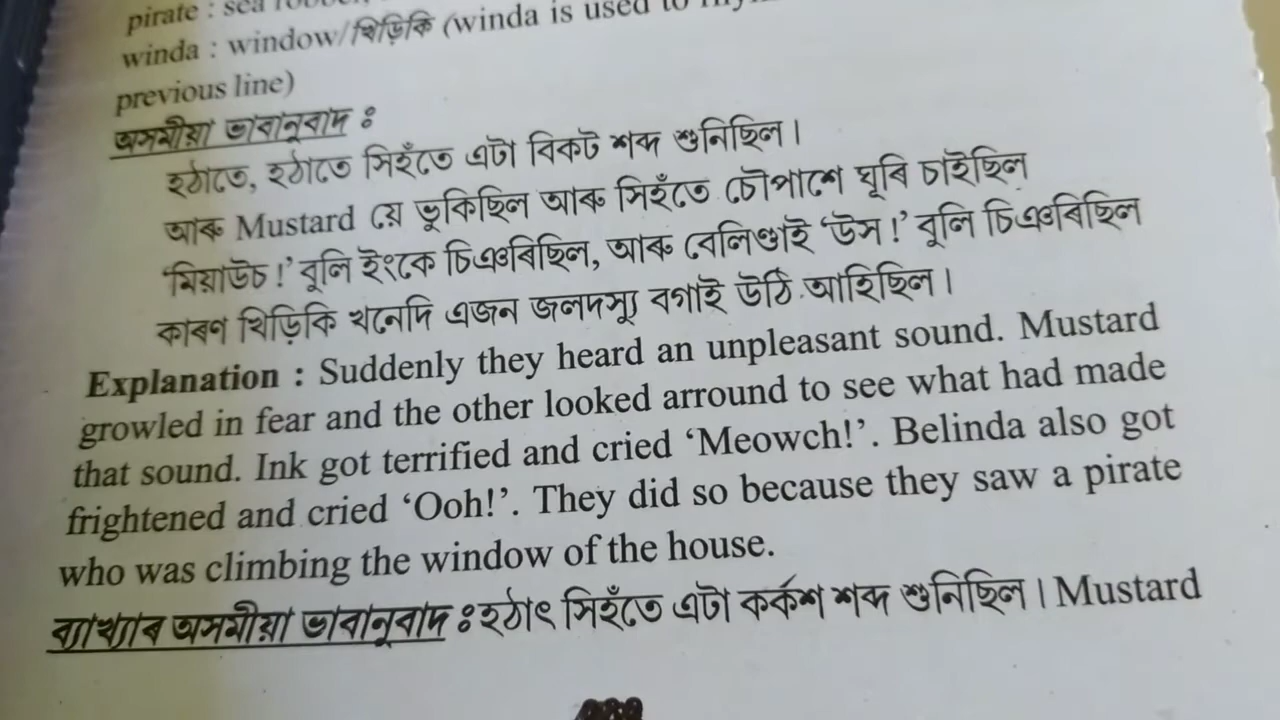 pirate : sea
winda : window/খিড়িকি (winda is used to
previous line)
অসমীয়া ভাবানুবাদ ঃ
হঠাতে, হঠাতে সিহঁতে এটা বিকট শব্দ শুনিছিল।
আৰু Mustard য়ে ভূকিছিল আৰু সিহঁতে চৌপাশে ঘূৰি চাইছিল
‘মিয়াউচ !’ বুলি ইংকে চিঞৰিছিল, আৰু বেলিণ্ডাই ‘উস !’ বুলি চিঞৰিছিল
কাৰণ খিড়িকি খনেদি এজন জলদস্যু বগাই উঠি আহিছিল।
Explanation : Suddenly they heard an unpleasant sound. Mustard
growled in fear and the other looked arround to see what had made
that sound. Ink got terrified and cried ‘Meowch!’. Belinda also got
frightened and cried ‘Ooh!’. They did so because they saw a pirate
who was climbing the window of the house.
ব্যাখ্যাৰ অসমীয়া ভাবানুবাদ ঃ হঠাৎ সিহঁতে এটা কৰ্কশ শব্দ শুনিছিল। Mustard